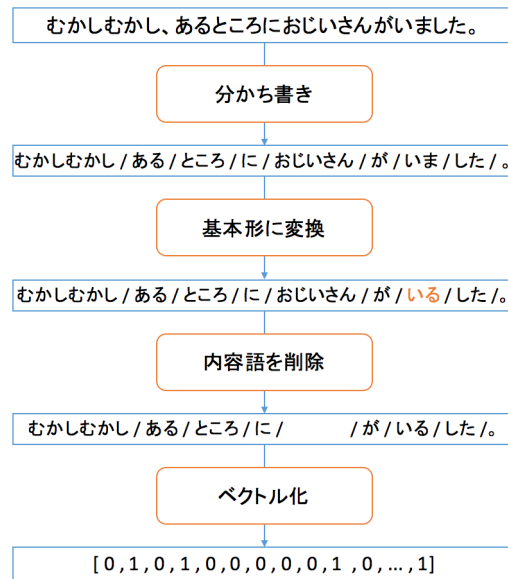 むかしむかし、あるところにおじいさんがいました。
分かち書き
むかしむかし / ある / ところ / に / おじいさん / が / いま / した / 。
基本形に変換
むかしむかし / ある / ところ / に / おじいさん / が / いる / した /。
内容語を削除
むかしむかし / ある / ところ / に / / が / いる / した /。
ベクトル化
[ 0 , 1 , 0 , 1 , 0 , 0 , 0 , 0 , 0 , 1 , 0 , ... , 1]